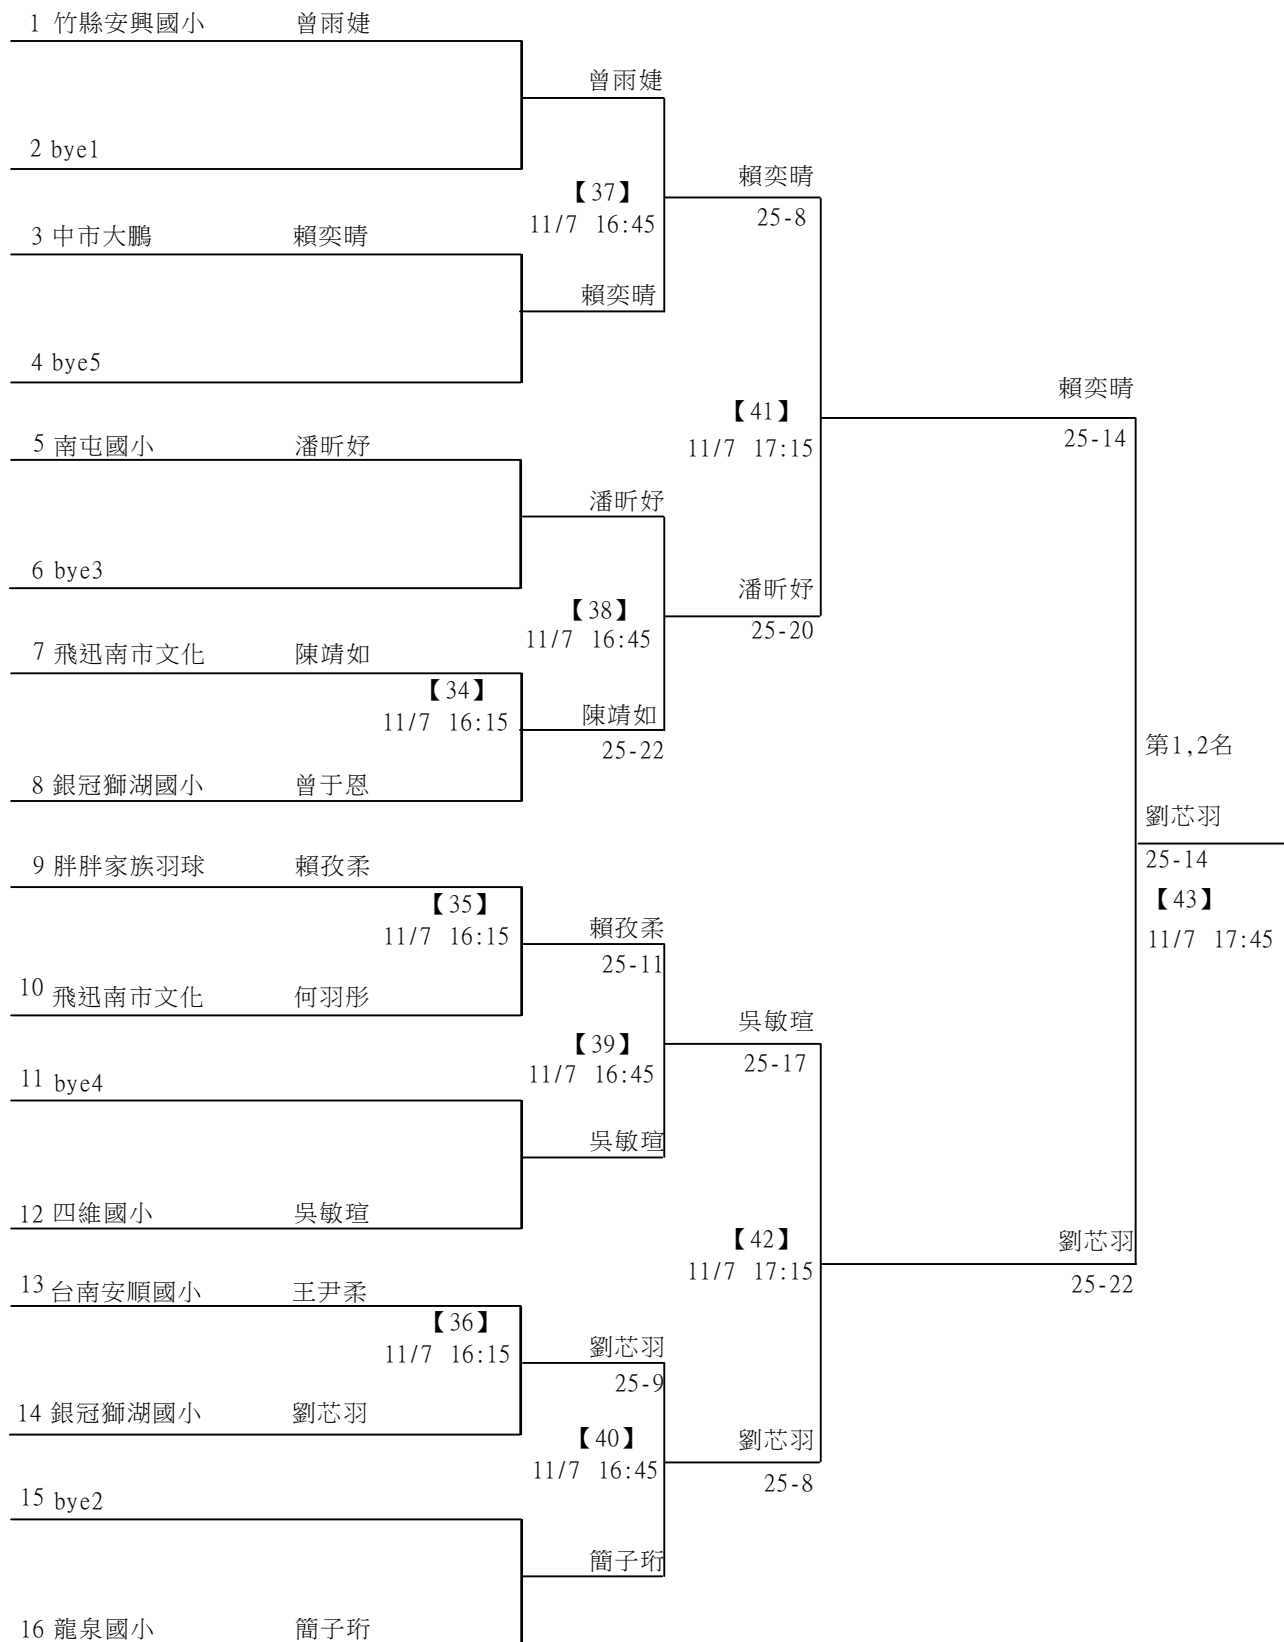 1 竹縣安興國小 曾雨婕
曾雨婕
2 bye1
賴奕晴
【37】
25-8
11/7 16:45
3 中市大鵬 賴奕晴
賴奕晴
4 bye5
賴奕晴
【41】
25-14
11/7 17:15
5 南屯國小 潘昕妤
潘昕妤
6 bye3
潘昕妤
【38】
25-20
11/7 16:45
7 飛迅南市文化 陳靖如
【34】
11/7 16:15
陳靖如
25-22
第1,2名
8 銀冠獅湖國小 曾于恩
劉芯羽
25-14
9 胖胖家族羽球 賴孜柔
【35】
【43】
11/7 16:15
賴孜柔
11/7 17:45
25-11
10 飛迅南市文化 何羽彤
吳敏瑄
【39】
25-17
11/7 16:45
11 bye4
吳敏瑄
12 四維國小 吳敏瑄
【42】
劉芯羽
11/7 17:15
25-22
13 台南安順國小 王尹柔
【36】
11/7 16:15
劉芯羽
25-9
14 銀冠獅湖國小 劉芯羽
【40】
劉芯羽
11/7 16:45
25-8
15 bye2
簡子珩
16 龍泉國小 簡子珩